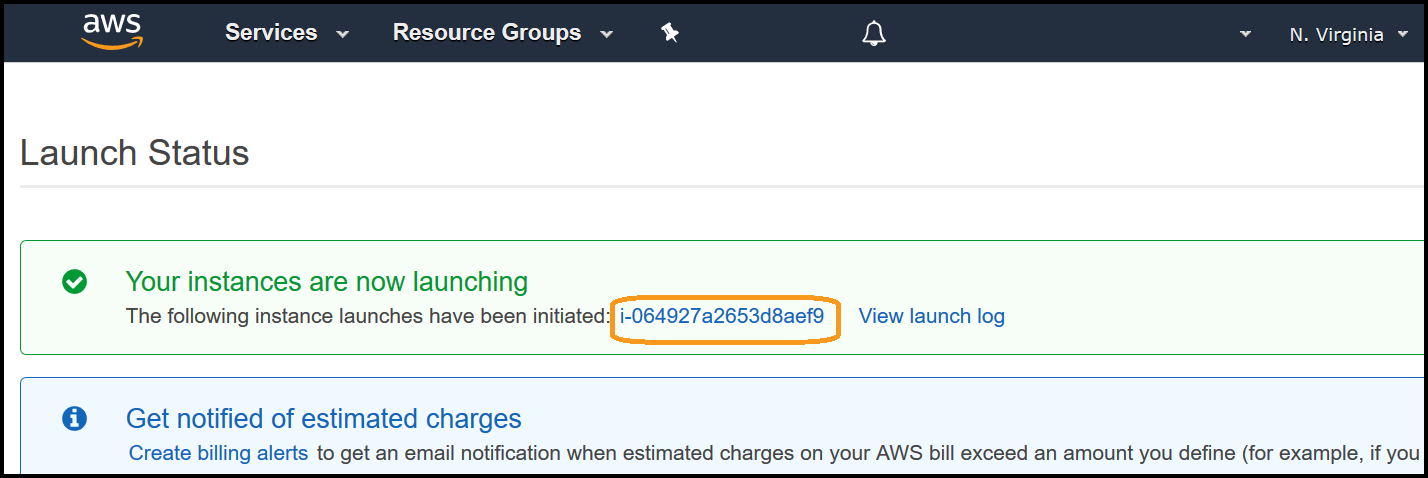 aws Services Resource Groups N. Virginia
Launch Status
Your instances are now launching
The following instance launches have been initiated: i-064927a2653d8aef9 View launch log
Get notified of estimated charges
Create billing alerts to get an email notification when estimated charges on your AWS bill exceed an amount you define (for example, if you